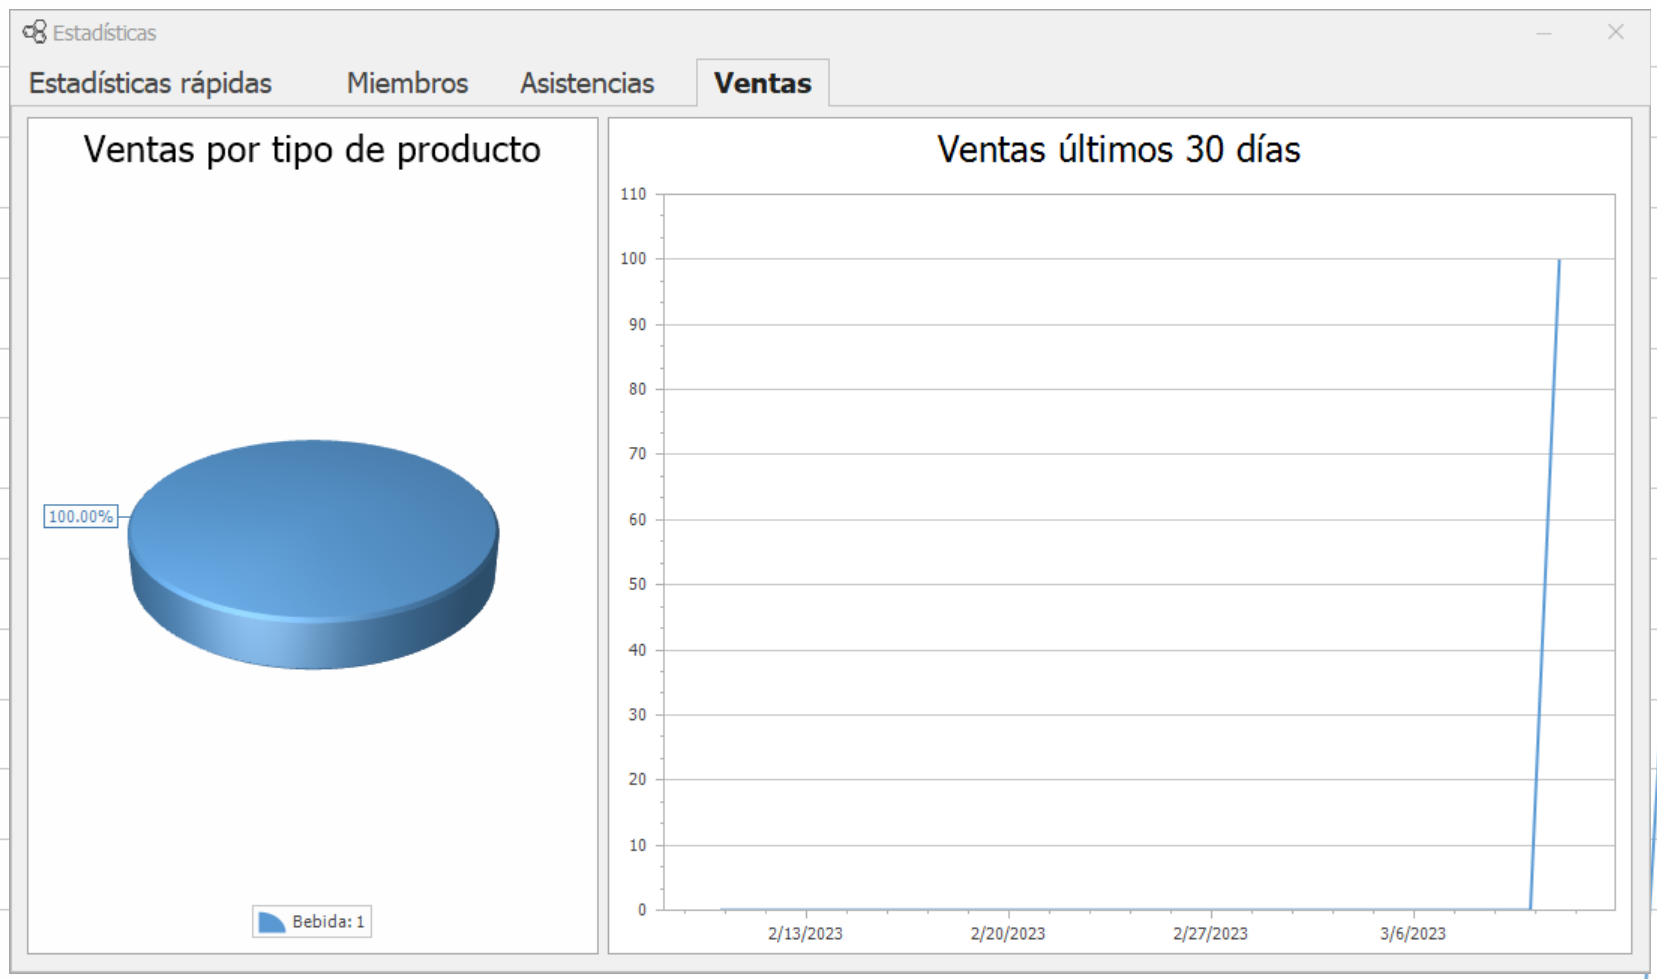 Estadísticas
Estadísticas rápidas Miembros Asistencias Ventas
Ventas por tipo de producto
100.00%
Bebida: 1
Ventas últimos 30 días
110
100
90
80
70
60
50
40
30
20
10
0
2/13/2023 2/20/2023 2/27/2023 3/6/2023